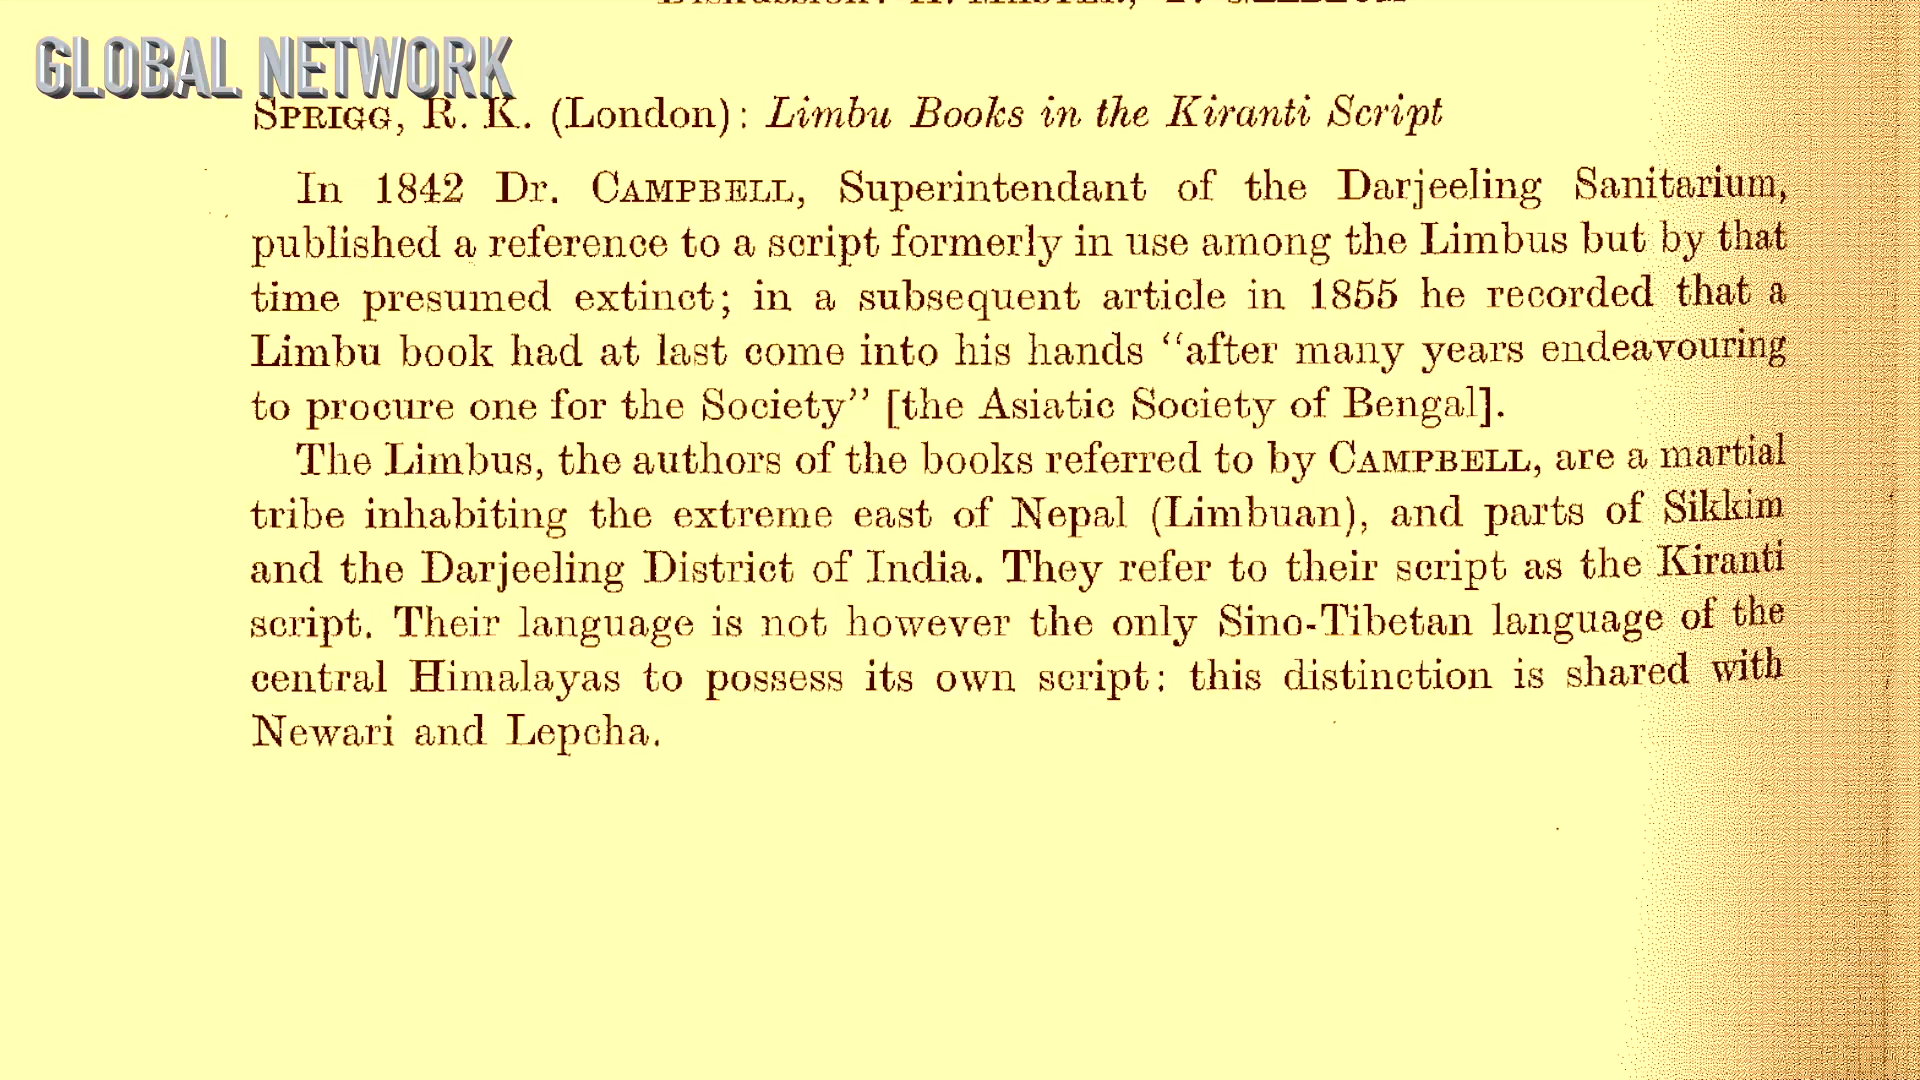 GLOBAL NETWORK
SPRIGG, R. K. (London): Limbu Books in the Kiranti Script
In 1842 Dr. CAMPBELL, Superintendant of the Darjeeling Sanitarium,
published a reference to a script formerly in use among the Limbus but by that
time presumed extinct; in a subsequent article in 1855 he recorded that a
Limbu book had at last come into his hands “after many years endeavouring
to procure one for the Society” [the Asiatic Society of Bengal].
The Limbus, the authors of the books referred to by CAMPBELL, are a martial
tribe inhabiting the extreme east of Nepal (Limbuan), and parts of Sikkim
and the Darjeeling District of India. They refer to their script as the Kiranti
script. Their language is not however the only Sino-Tibetan language of the
central Himalayas to possess its own script: this distinction is shared with
Newari and Lepcha.